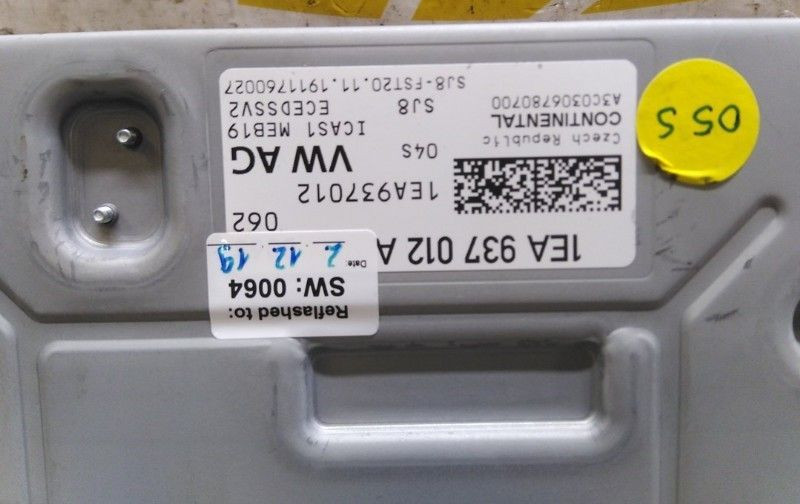 1EA 937 012 A
Reflashed to:
SW: 0064
Date: 2.12.19
062
1EA937012
04S
VW AG
Czech Republic
CONTINENTAL
A3C0306780700
ICAS1 MEB19
ECEDSSV2
SJ8
SJ8-FST20.11.1911760027
05 S